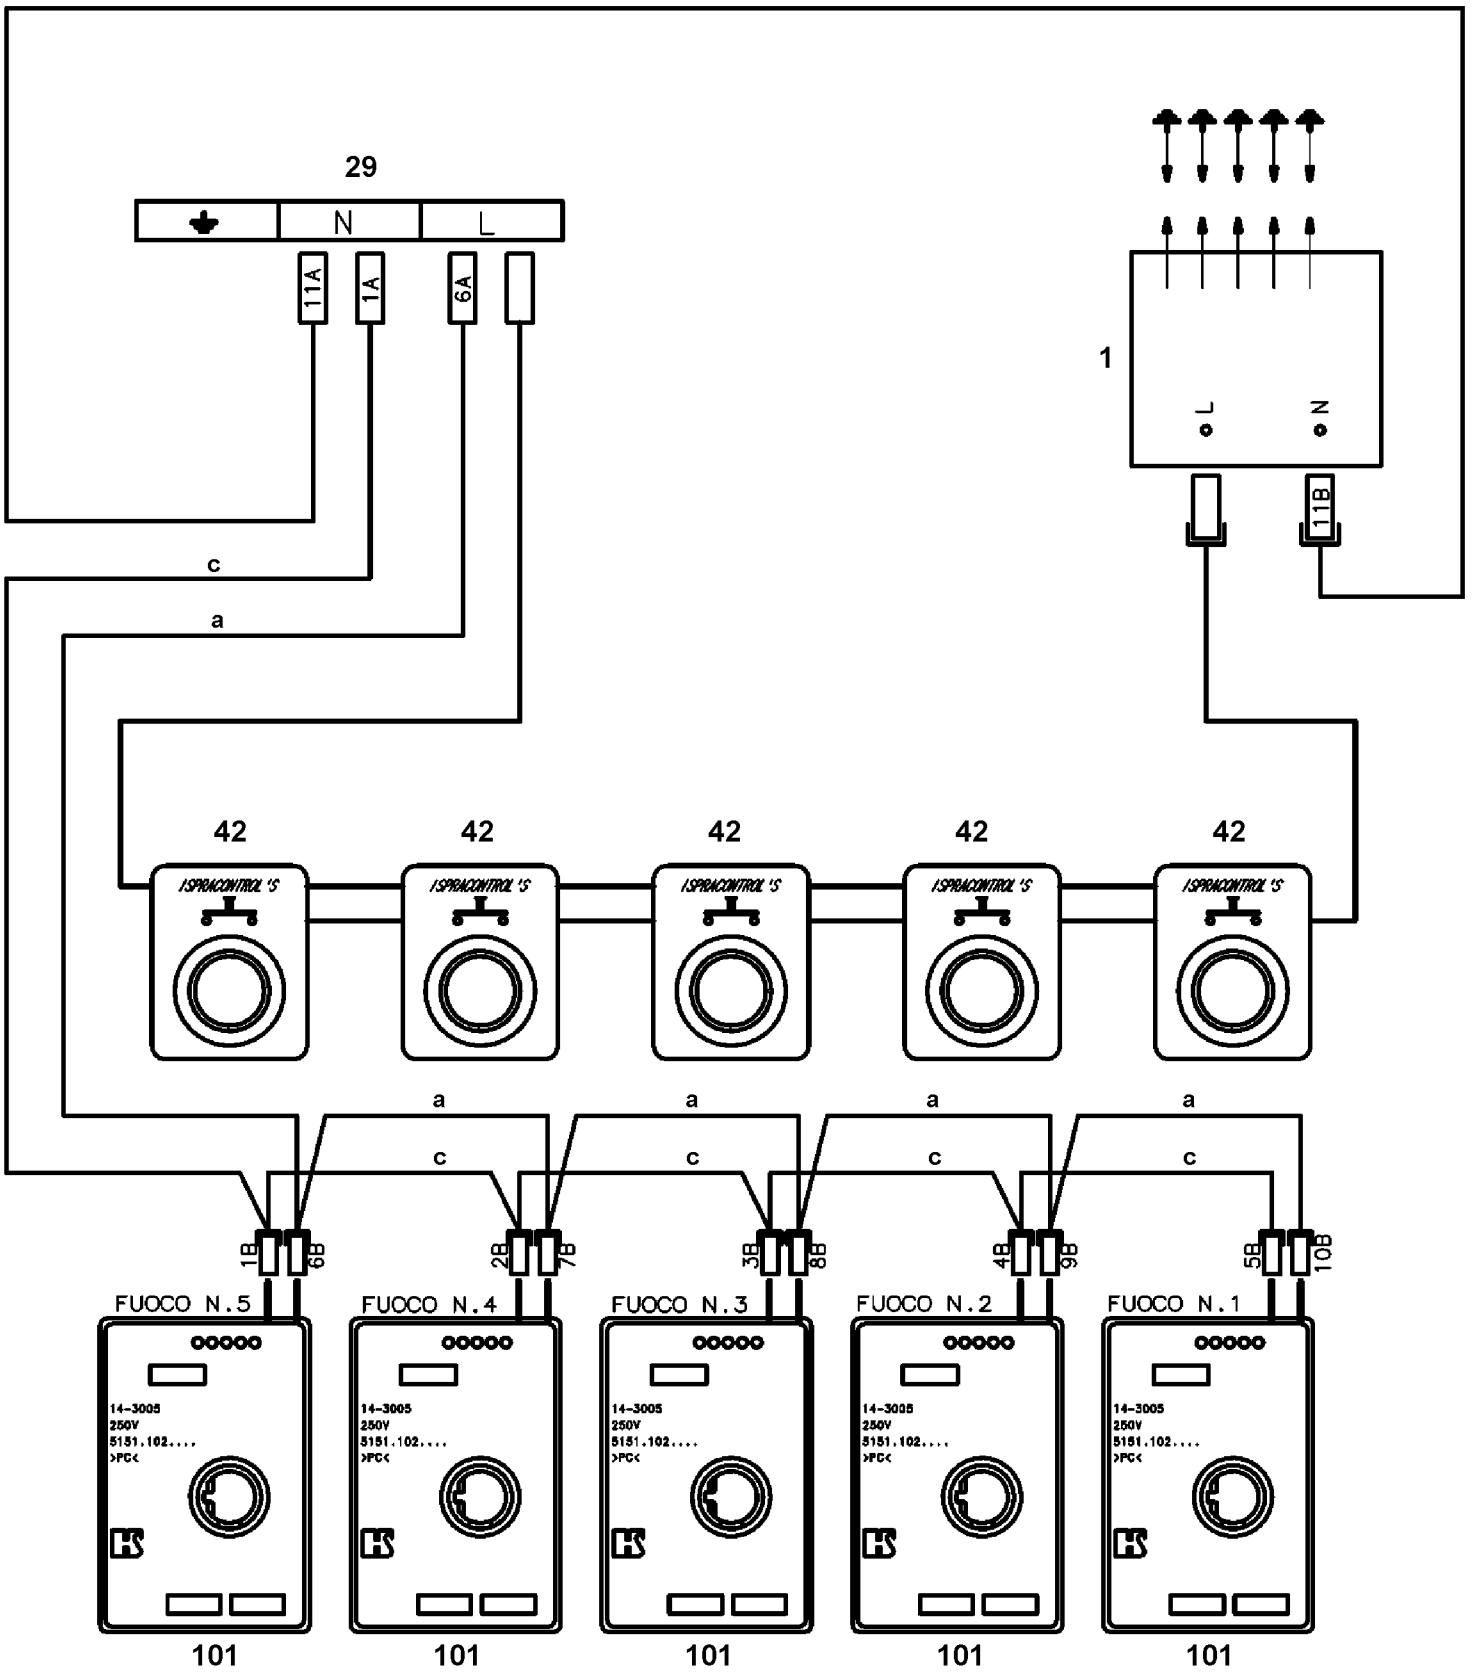 29
N L
11A 1A 6A
1
L N
11B
c
a
42 42 42 42 42
ISPRACONTROL'S ISPRACONTROL'S ISPRACONTROL'S ISPRACONTROL'S ISPRACONTROL'S
a a a a
c c c c
1B 6B 2B 7B 3B 8B 4B 9B 5B 10B
FUOCO N.5 FUOCO N.4 FUOCO N.3 FUOCO N.2 FUOCO N.1
14-3005 14-3005 14-3005 14-3005 14-3005
250V 250V 250V 250V 250V
5151.102.... 5151.102.... 5151.102.... 5151.102.... 5151.102....
>PC< >PC< >PC< >PC< >PC<
HS HS HS HS HS
101 101 101 101 101